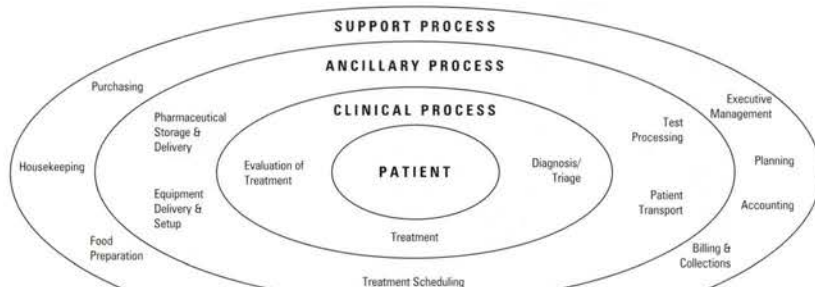 SUPPORT PROCESS
ANCILLARY PROCESS
Purchasing
Executive
Management
CLINICAL PROCESS
Pharmaceutical
Storage &
Delivery
Test
Processing
Housekeeping
Evaluation of
Treatment
PATIENT
Diagnosis/
Triage
Planning
Equipment
Delivery &
Setup
Patient
Transport
Accounting
Food
Preparation
Treatment
Billing &
Collections
Treatment Scheduling